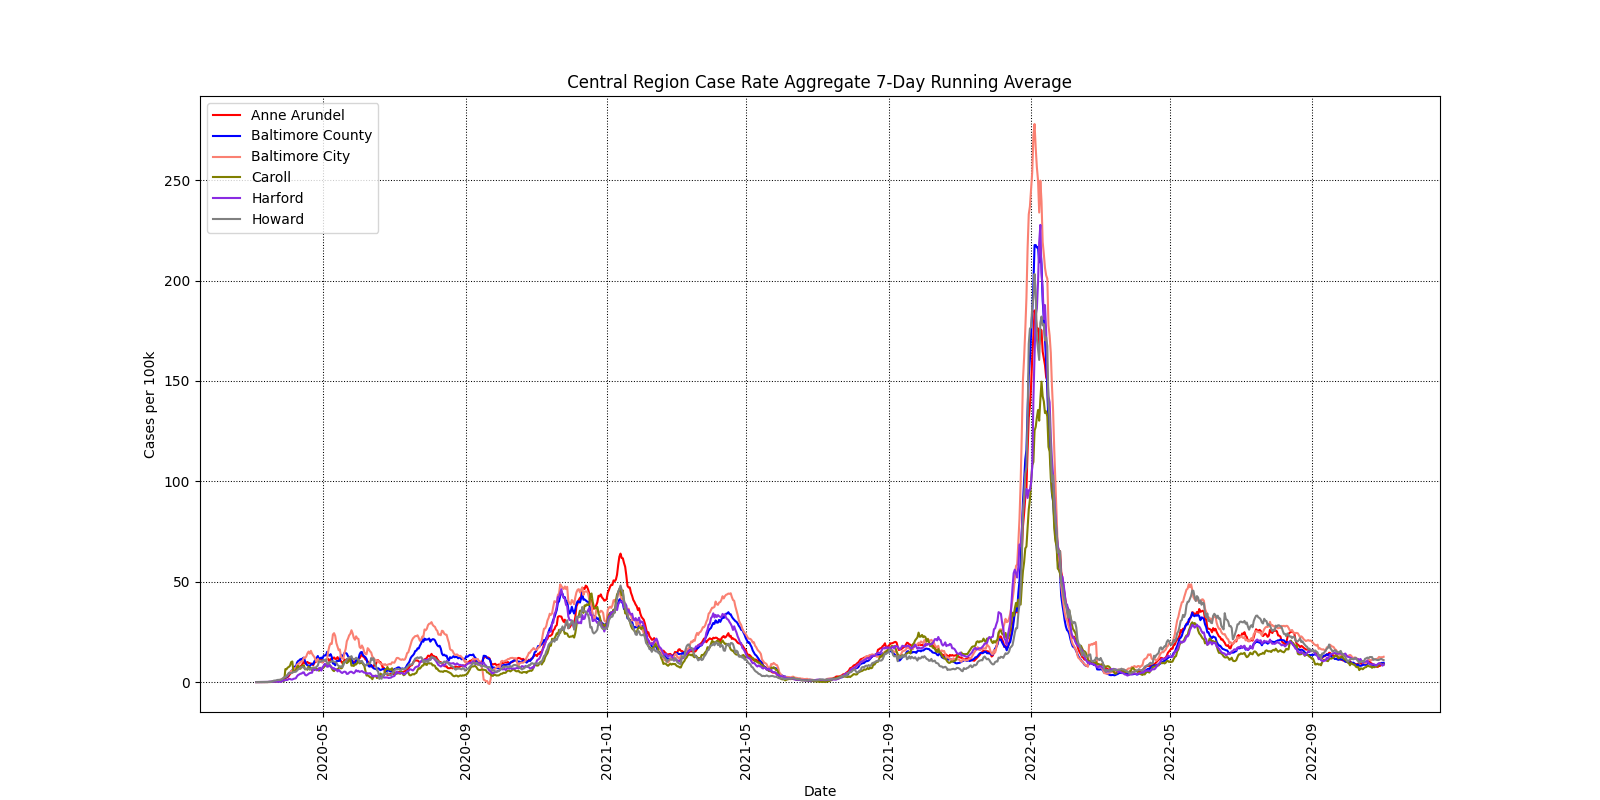 Central Region Case Rate Aggregate 7-Day Running Average
Anne Arundel
Baltimore County
Baltimore City
Caroll
Harford
Howard
Cases per 100k
250
200
150
100
50
0
2020-05
2020-09
2021-01
2021-05
2021-09
2022-01
2022-05
2022-09
Date